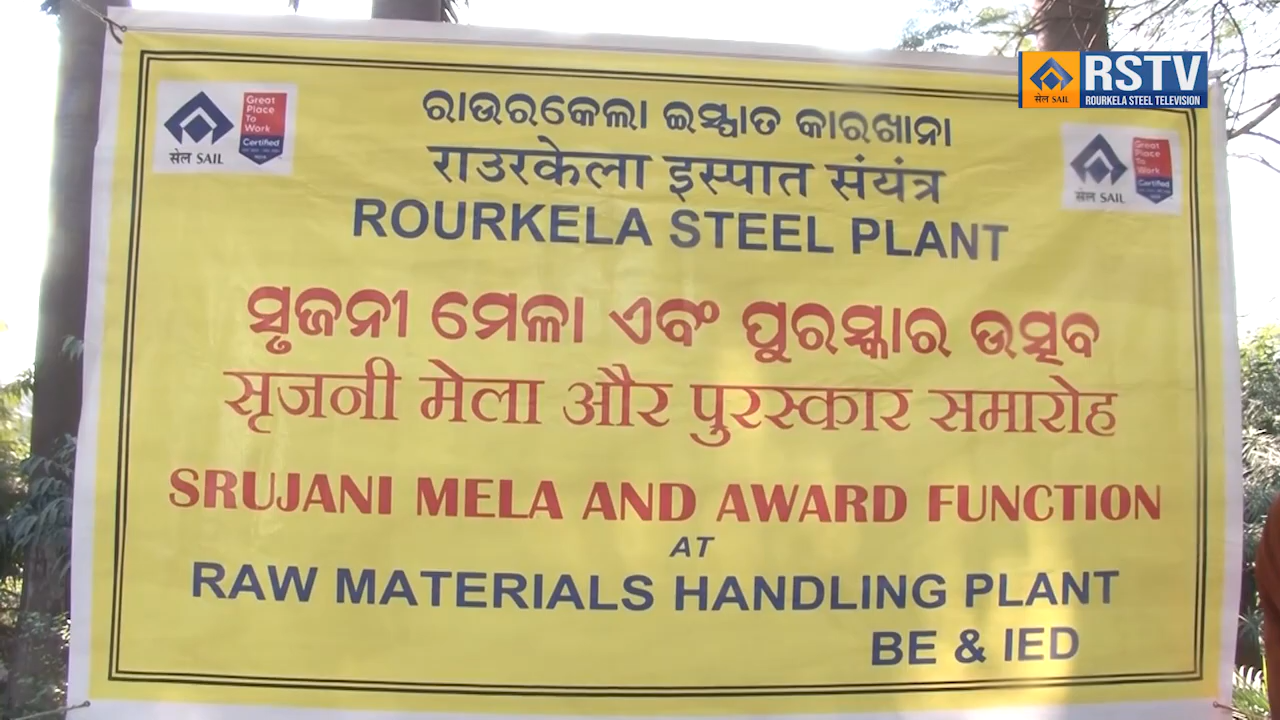 सेल SAIL
Great
Place
To
Work
Certified
सेल SAIL
RSTV
ROURKELA STEEL TELEVISION
सेल SAIL
Great
Place
To
Work
Certified
ରାଉରକେଲା ଇସ୍ପାତ କାରଖାନା
राउरकेला इस्पात संयंत्र
ROURKELA STEEL PLANT
ସୃଜନୀ ମେଳା ଏବଂ ପୁରସ୍କାର ଉତ୍ସବ
सृजनी मेला और पुरस्कार समारोह
SRUJANI MELA AND AWARD FUNCTION
AT
RAW MATERIALS HANDLING PLANT
BE & IED